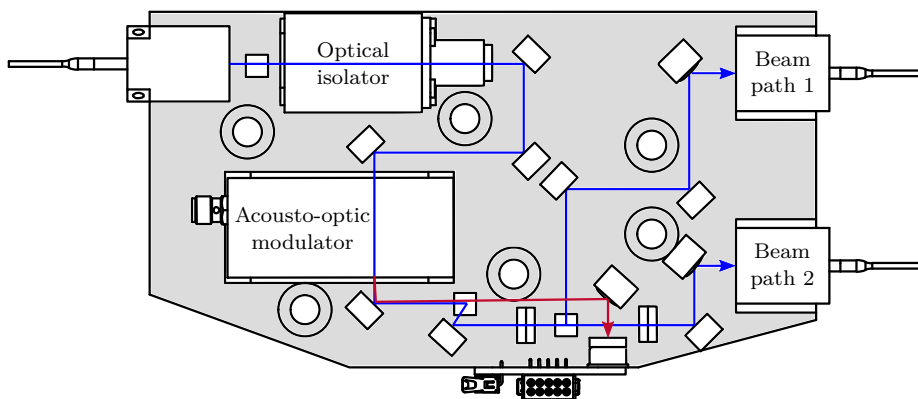 Optical
isolator
Beam
path 1
Acousto-optic
modulator
Beam
path 2